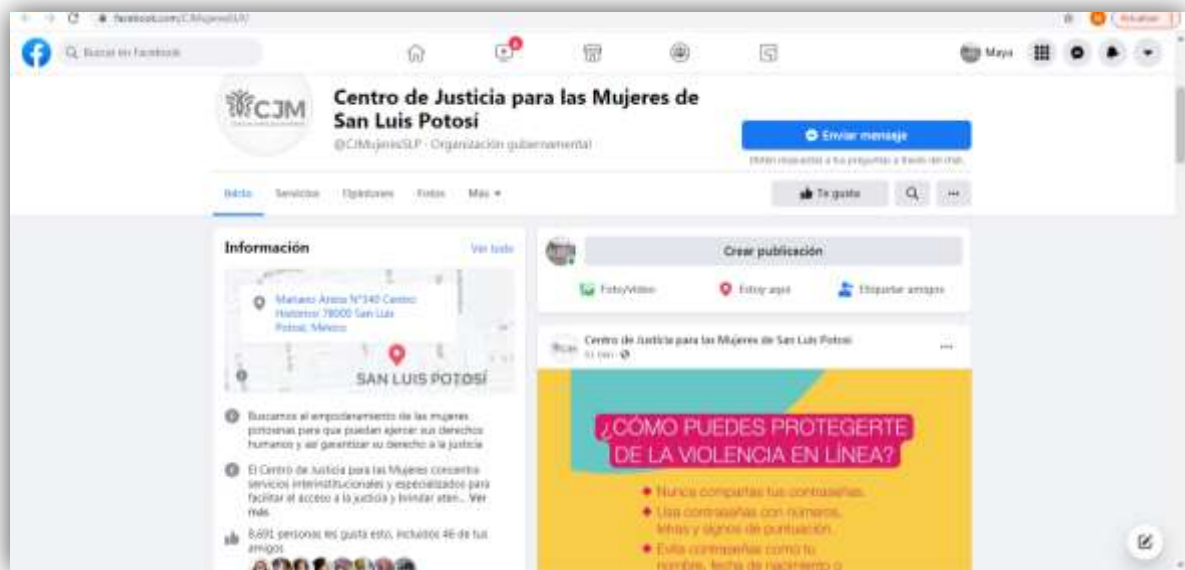 facebook.com/CJMujeresSLP/
Actualizar
Buscar en Facebook
Maya
CJM
Centro de Justicia para las Mujeres de
San Luis Potosí
@CJMujeresSLP · Organización gubernamental
Enviar mensaje
Inicio
Servicios
Opiniones
Fotos
Más
Te gusta
Información
Ver todo
Mariano Arista N°340 Centro
Histórico 78000 San Luis
Potosí, México
SAN LUIS POTOSÍ
Buscamos el empoderamiento de las mujeres
potosinas para que puedan ejercer sus derechos
humanos y así garantizar su derecho a la justicia
El Centro de Justicia para las Mujeres concentra
servicios interinstitucionales y especializados para
facilitar el acceso a la justicia y brindar aten... Ver
más
8,691 personas les gusta esto, incluidos 46 de tus
amigos
Crear publicación
Foto/Video
Estoy aquí
Etiquetar amigos
Centro de Justicia para las Mujeres de San Luis Potosí
¿CÓMO PUEDES PROTEGERTE
DE LA VIOLENCIA EN LÍNEA?
Nunca compartas tus contraseñas.
Usa contraseñas con números,
letras y signos de puntuación.
Evita contraseñas como tu
nombre, fecha de nacimiento o